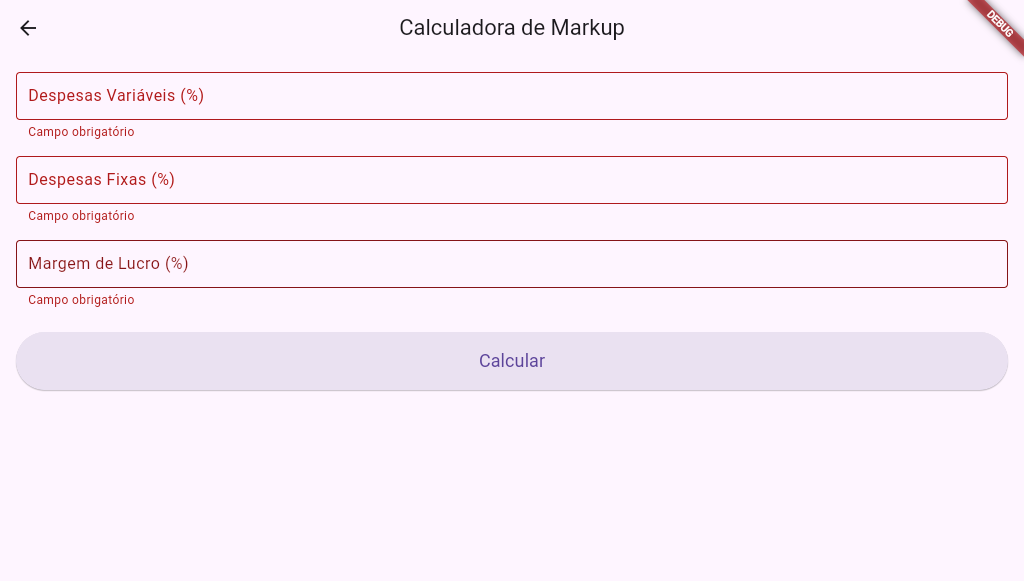 Calculadora de Markup
DEBUG
Despesas Variáveis (%)
Campo obrigatório
Despesas Fixas (%)
Campo obrigatório
Margem de Lucro (%)
Campo obrigatório
Calcular